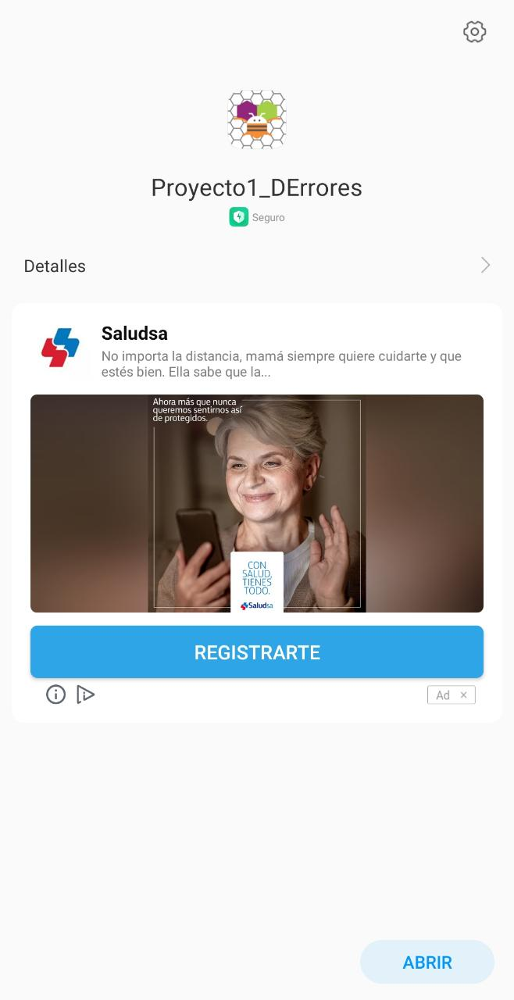 Proyecto1_DErrores
Seguro
Detalles
Saludsa
No importa la distancia, mamá siempre quiere cuidarte y que
estés bien. Ella sabe que la...
Ahora más que nunca
queremos sentirnos así
de protegidos.
CON
SALUD,
TIENES
TODO.
Saludsa
REGISTRARTE
Ad ×
ABRIR